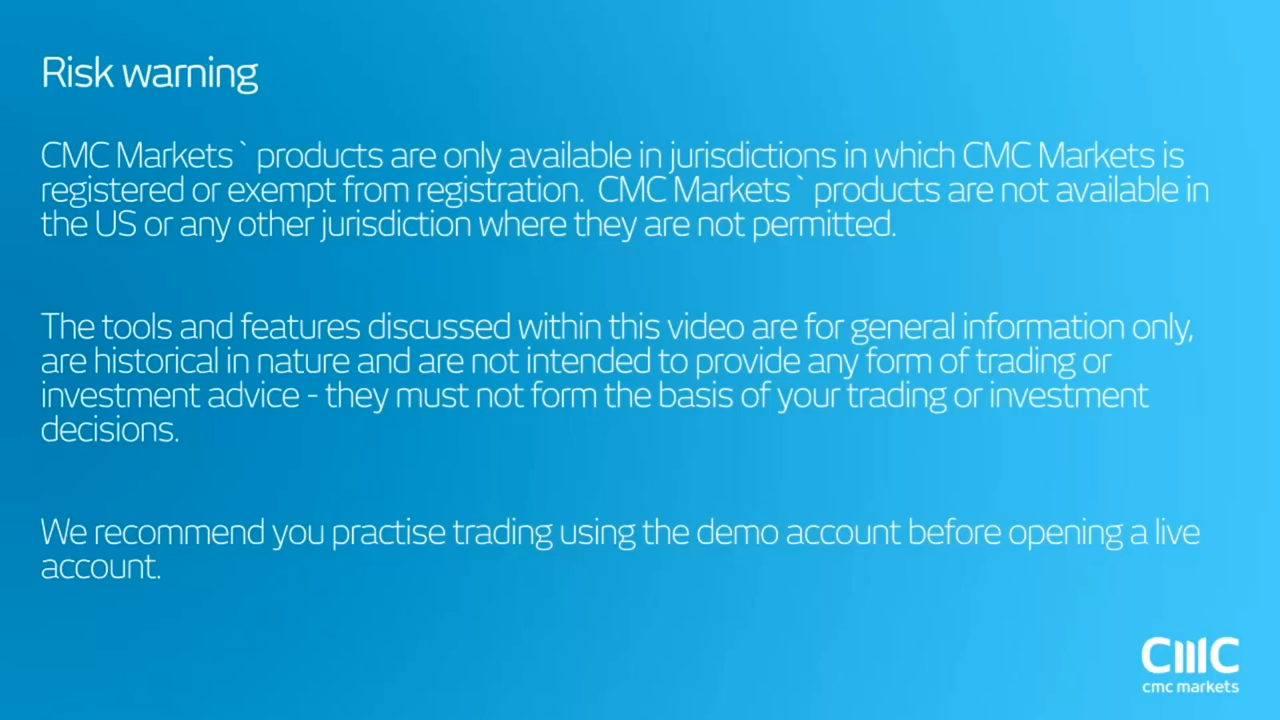 Risk warning
CMC Markets` products are only available in jurisdictions in which CMC Markets is
registered or exempt from registration.  CMC Markets` products are not available in
the US or any other jurisdiction where they are not permitted.
The tools and features discussed within this video are for general information only,
are historical in nature and are not intended to provide any form of trading or
investment advice - they must not form the basis of your trading or investment
decisions.
We recommend you practise trading using the demo account before opening a live
account.
CMC
cmc markets